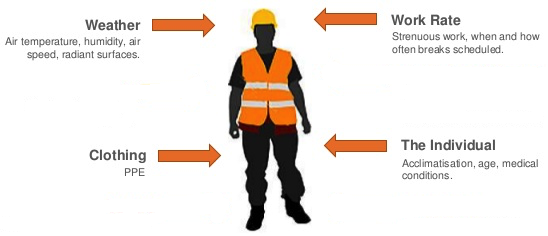 Weather
Air temperature, humidity, air
speed, radiant surfaces.
Work Rate
Strenuous work, when and how
often breaks scheduled.
Clothing
PPE
The Individual
Acclimatisation, age, medical
conditions.